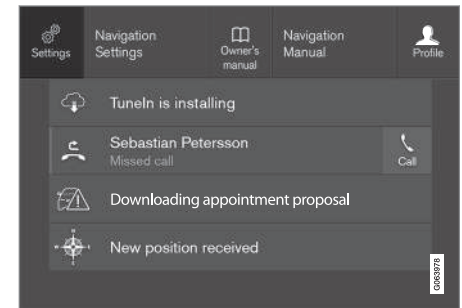 Settings
Navigation
Settings
Owner's
manual
Navigation
Manual
Profile
TuneIn is installing
Sebastian Petersson
Missed call
Call
Downloading appointment proposal
New position received
G063978